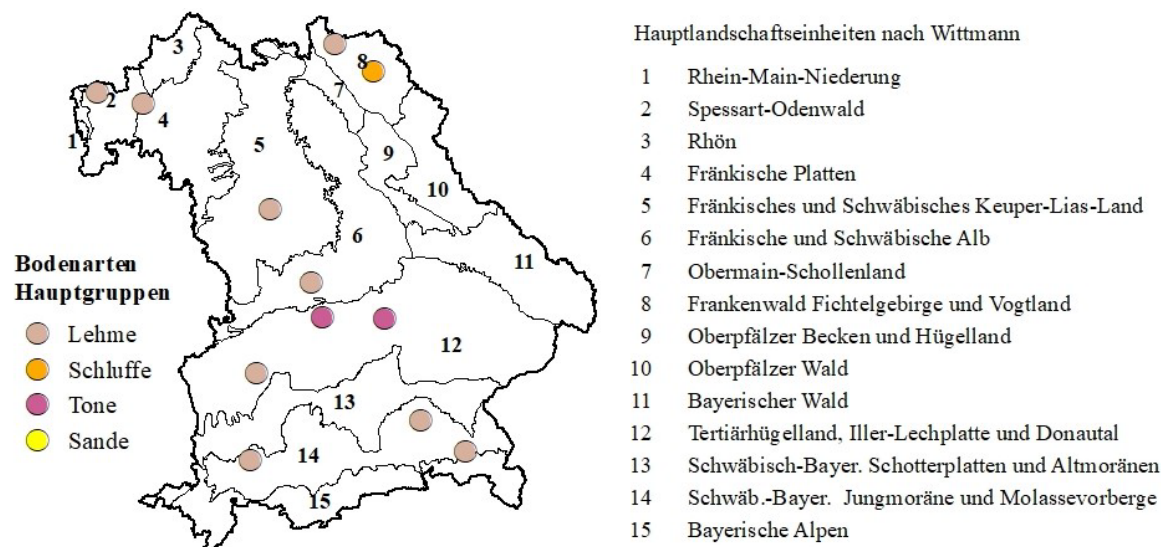 3
8
7
2
4
1
5
9
10
6
11
12
13
14
15
Bodenarten
Hauptgruppen
Lehme
Schluffe
Tone
Sande
Hauptlandschaftseinheiten nach Wittmann
1 Rhein-Main-Niederung
2 Spessart-Odenwald
3 Rhön
4 Fränkische Platten
5 Fränkisches und Schwäbisches Keuper-Lias-Land
6 Fränkische und Schwäbische Alb
7 Obermain-Schollenland
8 Frankenwald Fichtelgebirge und Vogtland
9 Oberpfälzer Becken und Hügelland
10 Oberpfälzer Wald
11 Bayerischer Wald
12 Tertiärhügelland, Iller-Lechplatte und Donautal
13 Schwäbisch-Bayer. Schotterplatten und Altmoränen
14 Schwäb.-Bayer. Jungmoräne und Molassevorberge
15 Bayerische Alpen